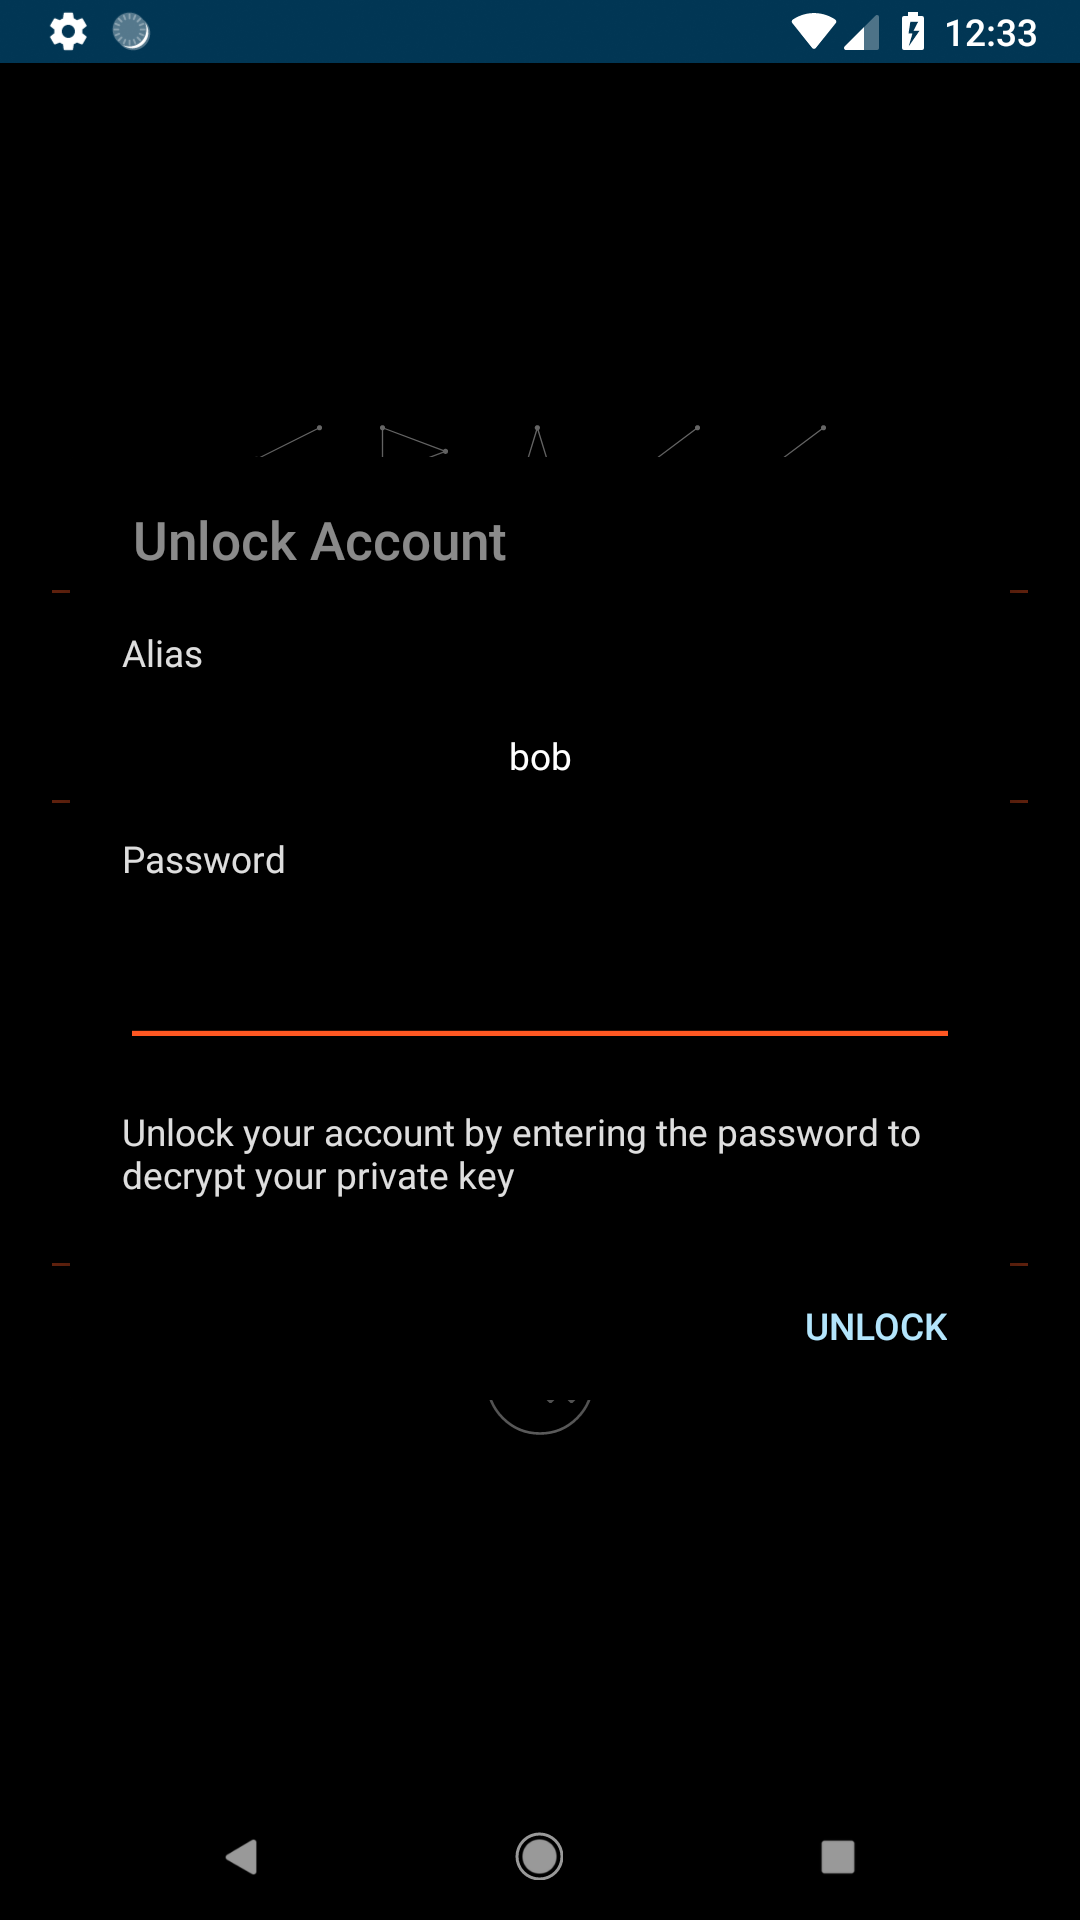 12:33
Unlock Account
Alias
bob
Password
Unlock your account by entering the password to
decrypt your private key
UNLOCK